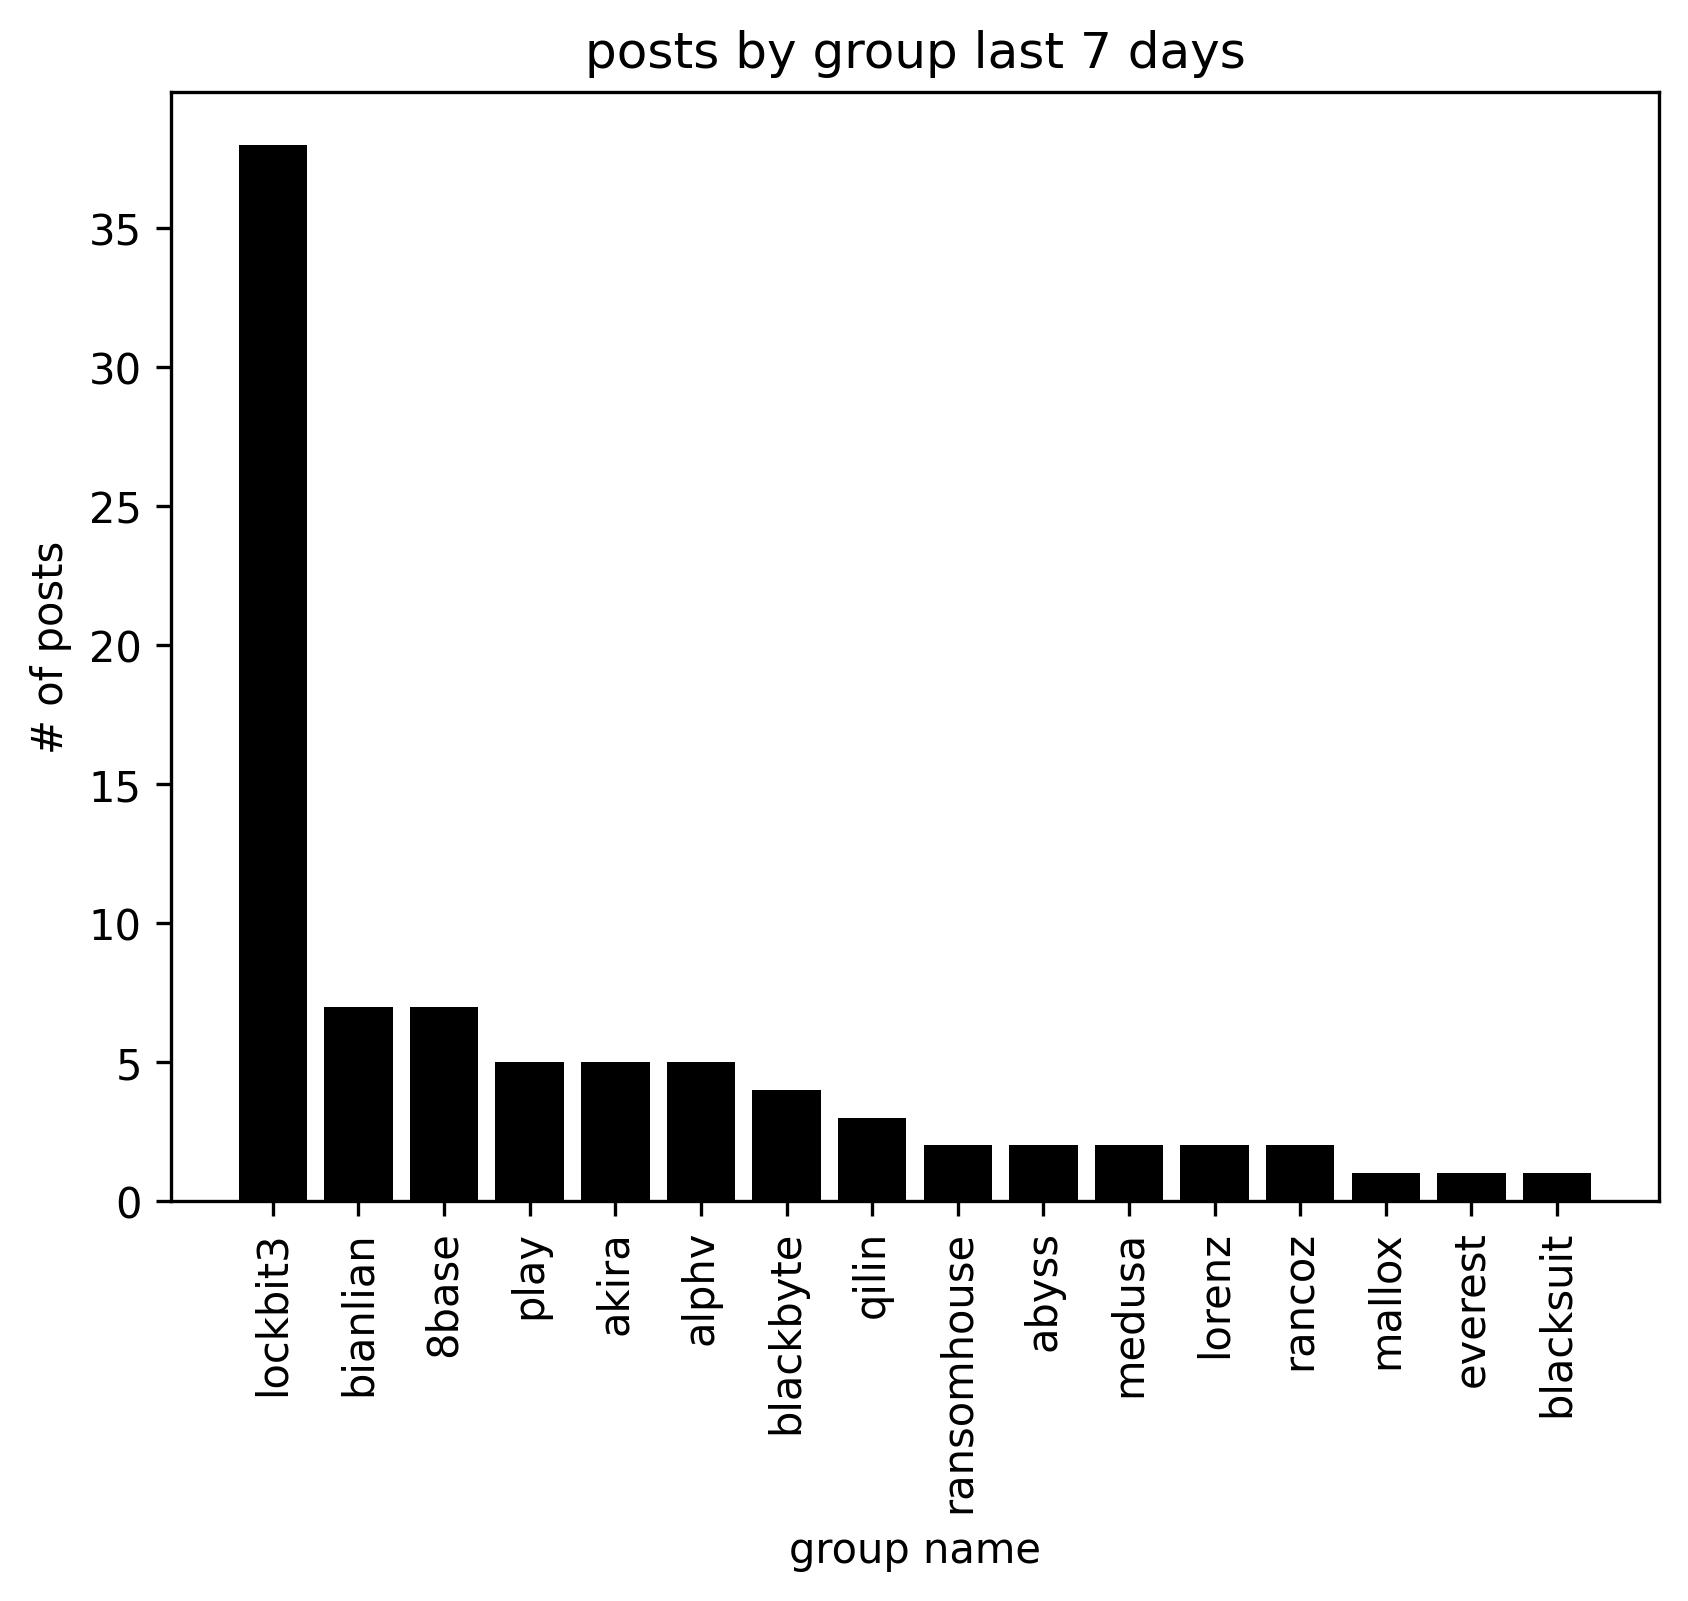 posts by group last 7 days
# of posts
35
30
25
20
15
10
5
0
lockbit3
bianlian
8base
play
akira
alphv
blackbyte
qilin
ransomhouse
abyss
medusa
lorenz
rancoz
mallox
everest
blacksuit
group name